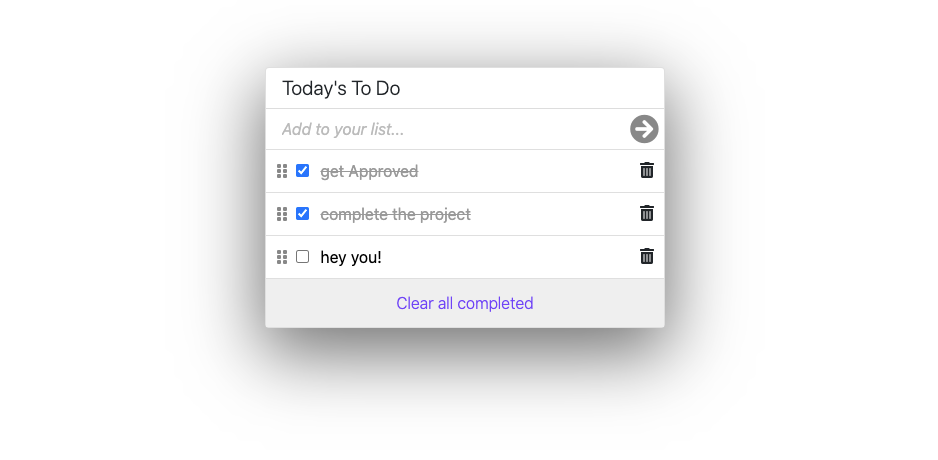 Today's To Do
Add to your list...
get Approved
complete the project
hey you!
Clear all completed